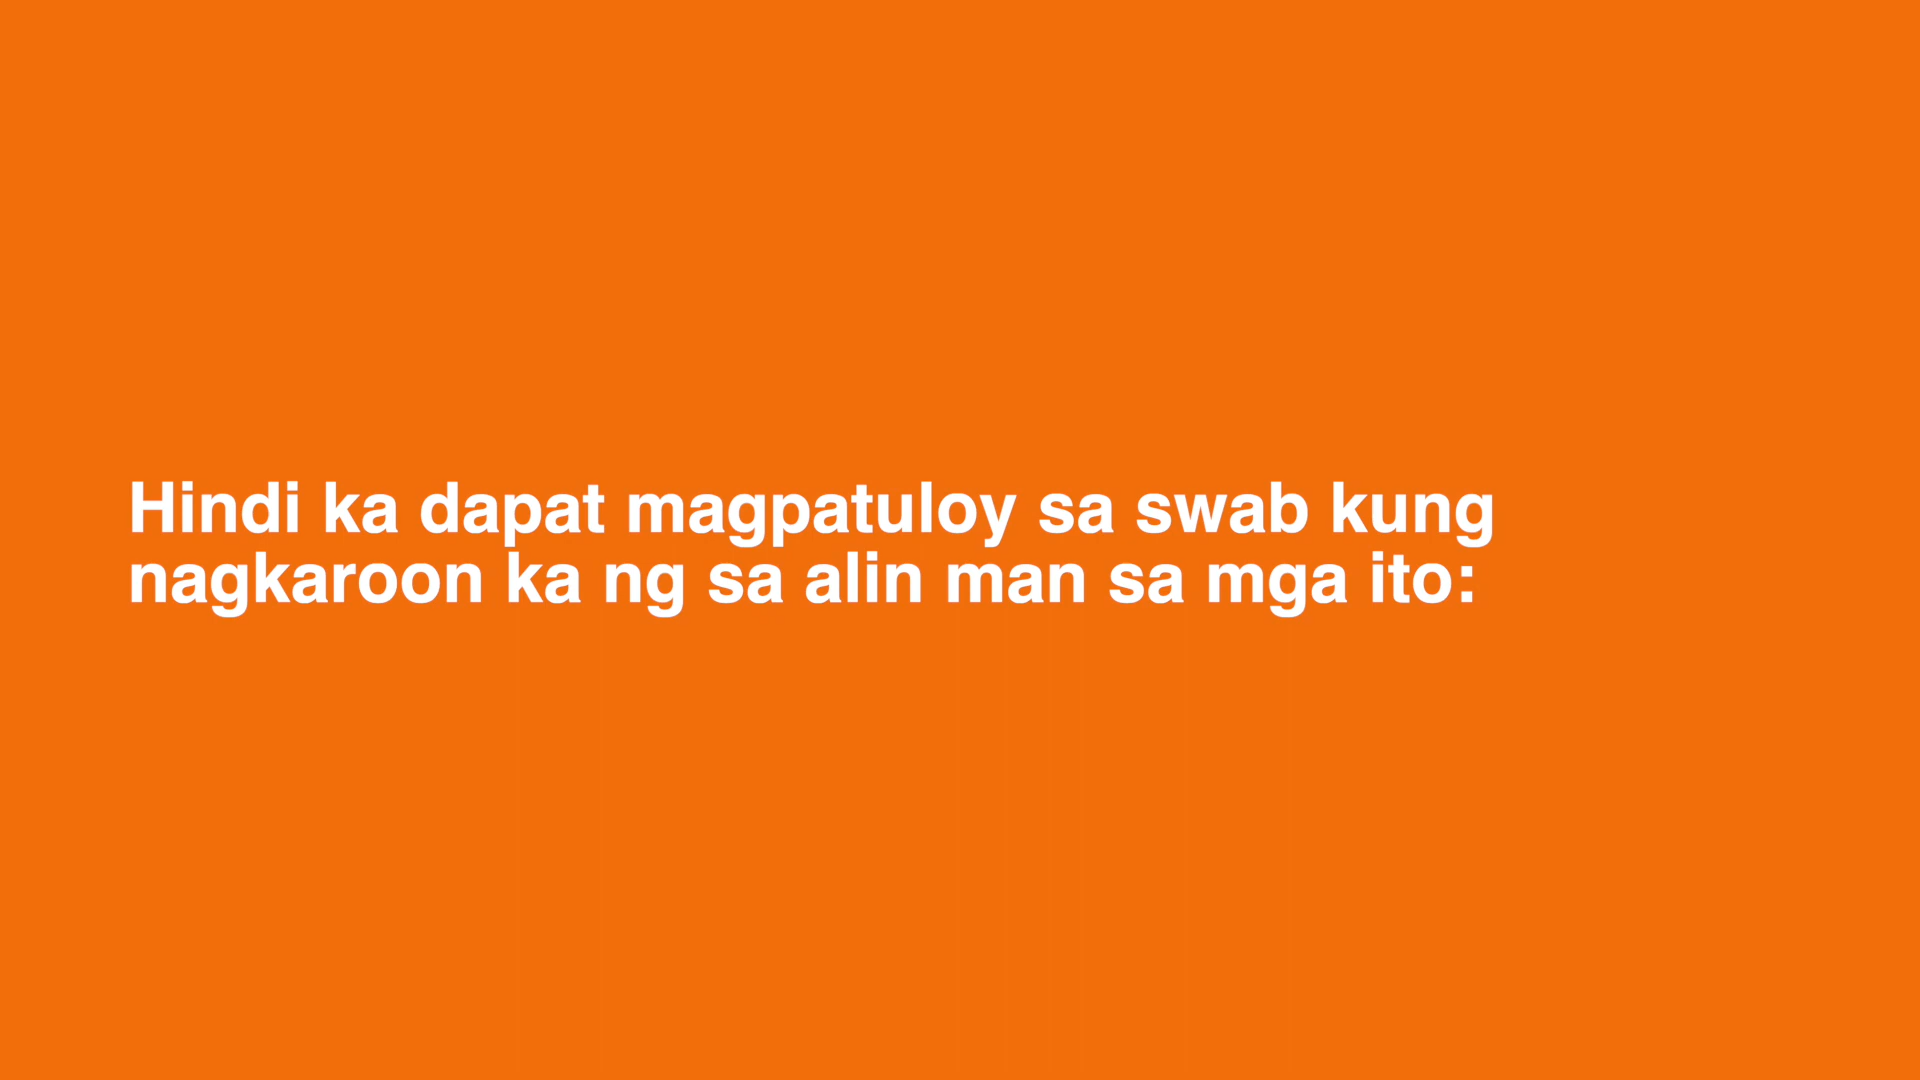 Hindi ka dapat magpatuloy sa swab kung
nagkaroon ka ng sa alin man sa mga ito: